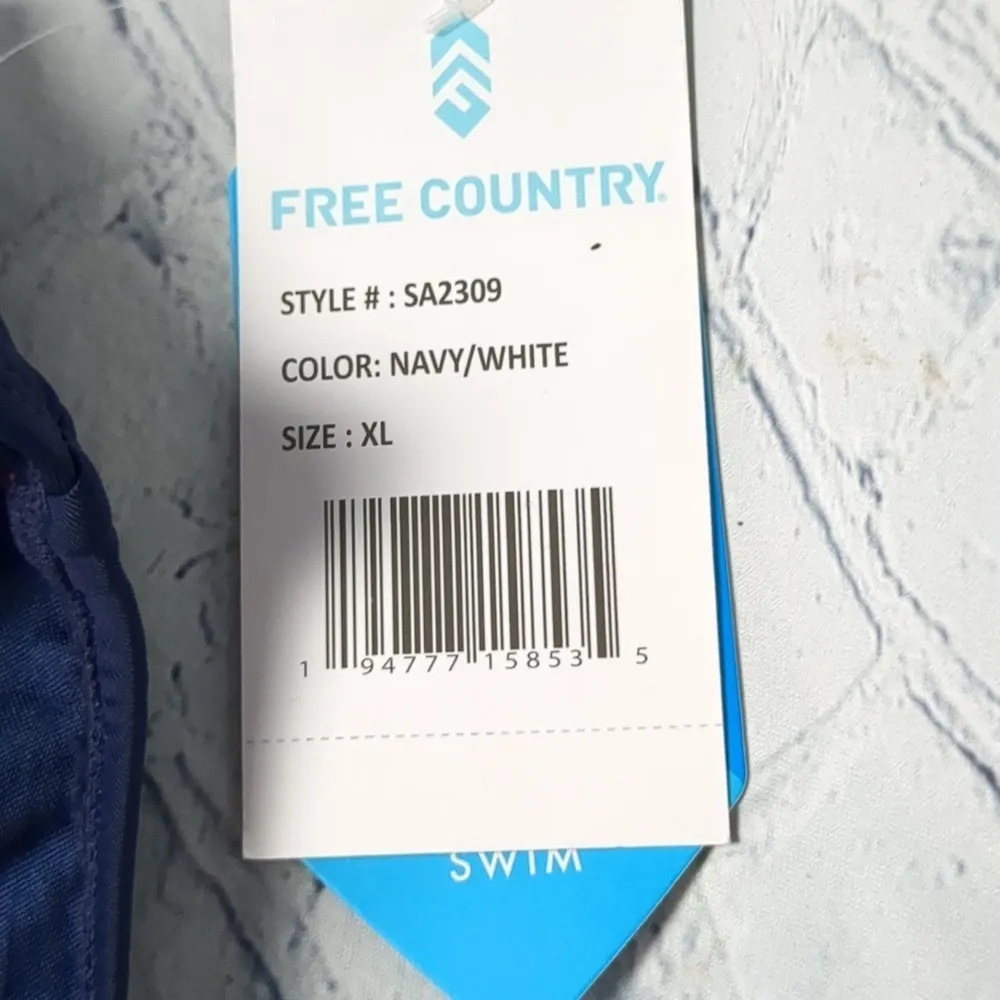 FREE COUNTRY®
STYLE # : SA2309
COLOR: NAVY/WHITE
SIZE : XL
1 94777 15853 5
SWIM